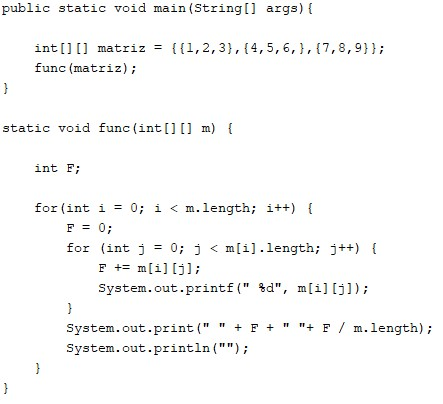 public static void main(String[] args){
int[][] matriz = {{1,2,3},{4,5,6,},{7,8,9}};
func(matriz);
}
static void func(int[][] m) {
int F;
for(int i = 0; i < m.length; i++) {
F = 0;
for (int j = 0; j < m[i].length; j++) {
F += m[i][j];
System.out.printf(" %d", m[i][j]);
}
System.out.print(" " + F + " "+ F / m.length);
System.out.println("");
}
}